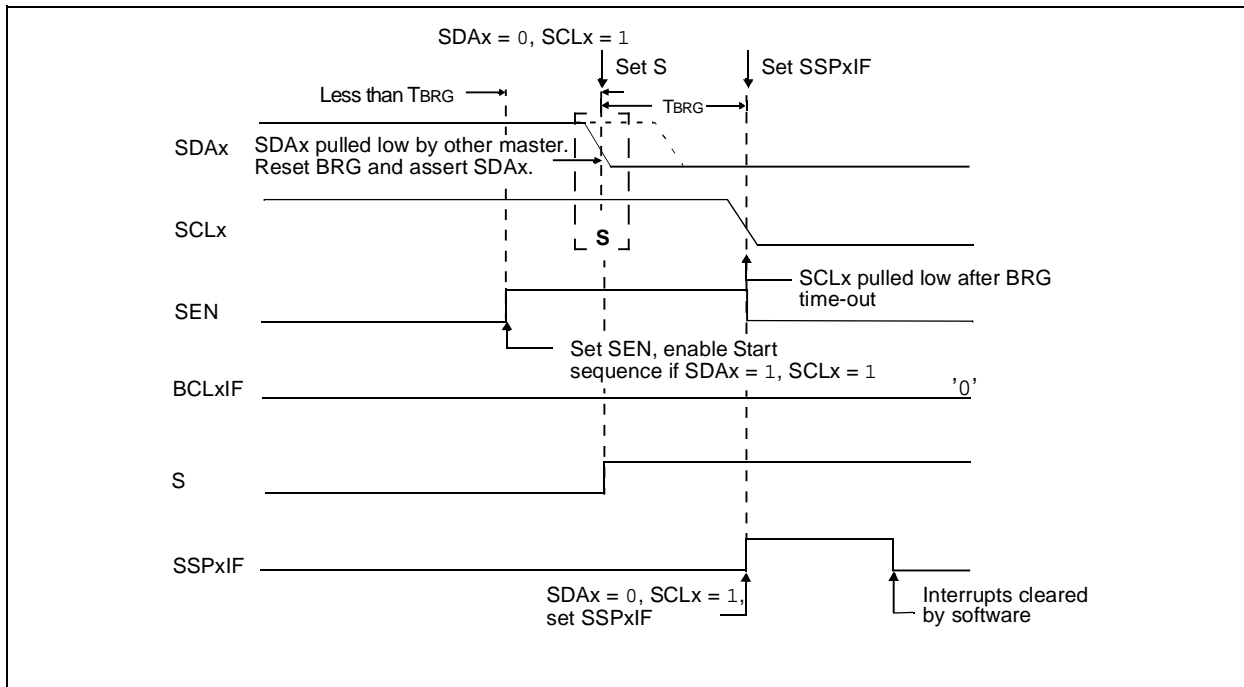 SDAx = 0, SCLx = 1
Set S
Set SSPxIF
Less than TBRG
TBRG
SDAx
SDAx pulled low by other master.
Reset BRG and assert SDAx.
SCLx
S
SCLx pulled low after BRG
time-out
SEN
Set SEN, enable Start
sequence if SDAx = 1, SCLx = 1
BCLxIF
'0'
S
SSPxIF
SDAx = 0, SCLx = 1,
set SSPxIF
Interrupts cleared
by software